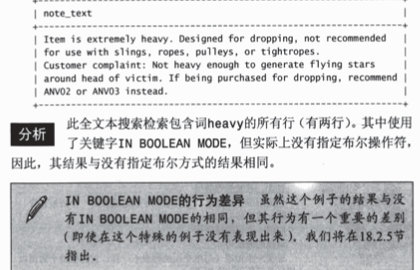 note_text
Item is extremely heavy. Designed for dropping, not recommended
for use with slings, ropes, pulleys, or tightropes.
Customer complaint: Not heavy enough to generate flying stars
around head of victim. If being purchased for dropping, recommend
ANV02 or ANV03 instead.
分析 此全文本搜索检索包含词heavy的所有行（有两行）。其中使用
了关键字IN BOOLEAN MODE，但实际上没有指定布尔操作符，
因此，其结果与没有指定布尔方式的结果相同。
IN BOOLEAN MODE的行为差异 虽然这个例子的结果与没
有IN BOOLEAN MODE的相同，但其行为有一个重要的差别
（即使在这个特殊的例子没有表现出来）。我们将在18.2.5节
指出。